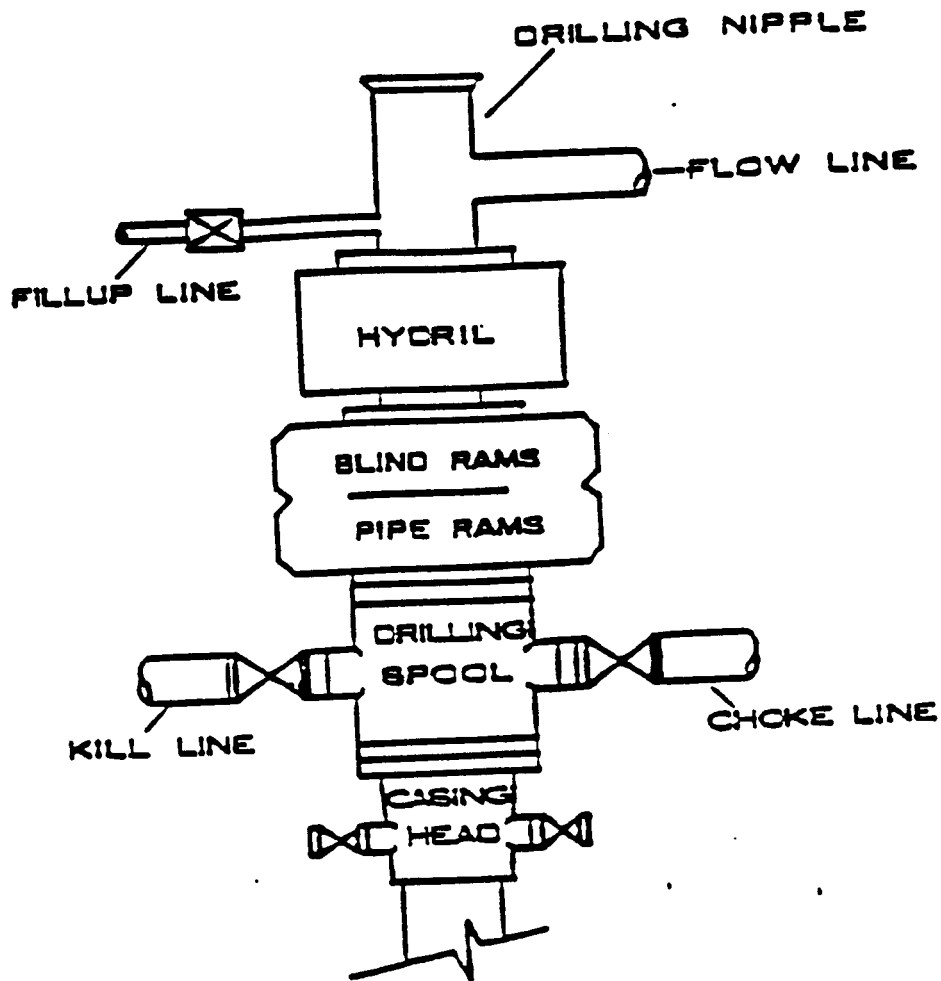 DRILLING NIPPLE
FLOW LINE
FILLUP LINE
HYDRIL
BLIND RAMS
PIPE RAMS
DRILLING
SPOOL
KILL LINE
CHOKE LINE
CASING
HEAD